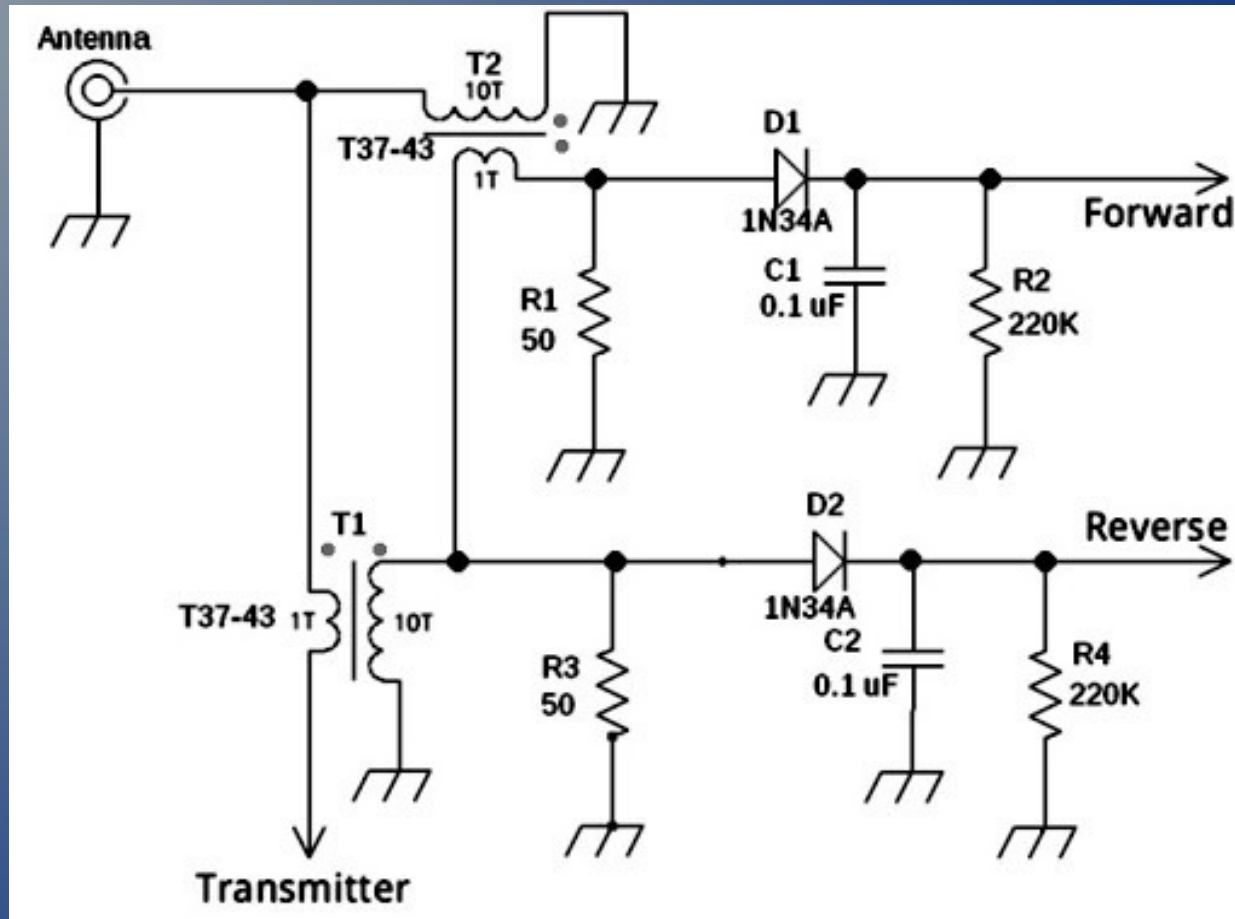 Antenna
T2
10T
T37-43
1T
D1
1N34A
Forward
C1
0.1 uF
R1
50
R2
220K
T1
T37-43
1T
10T
D2
1N34A
Reverse
C2
0.1 uF
R3
50
R4
220K
Transmitter